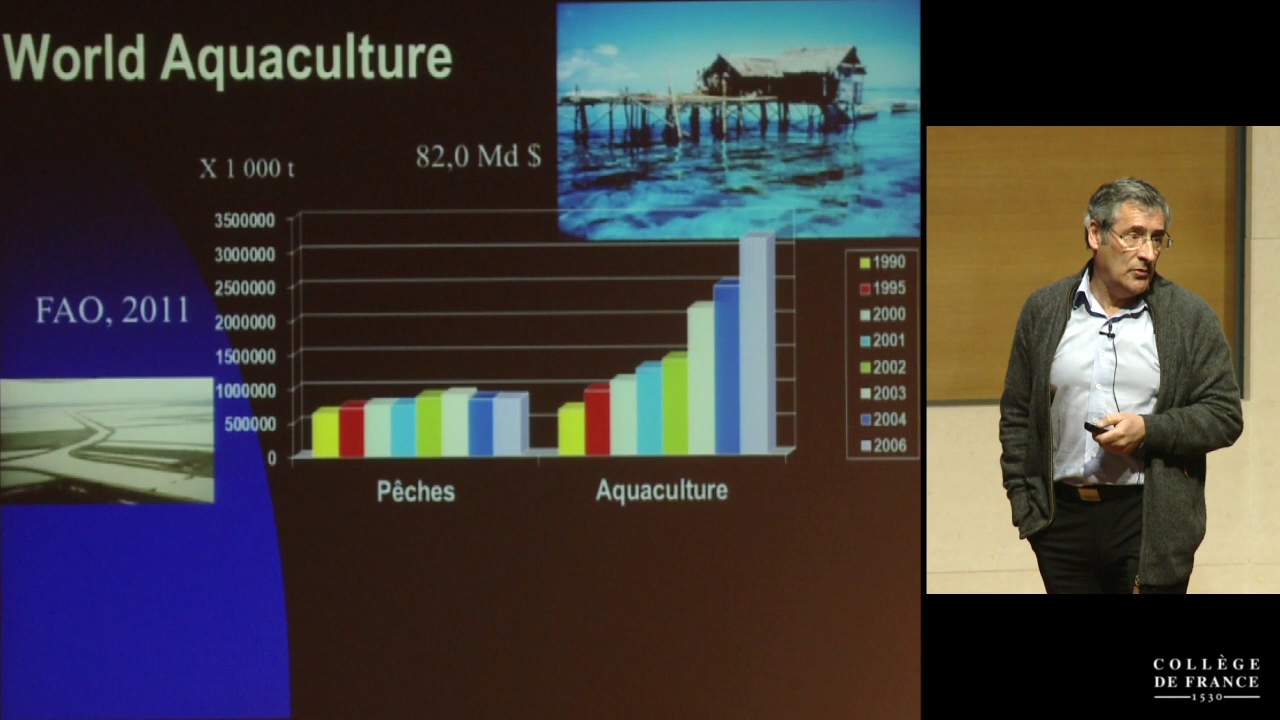 World Aquaculture
X 1 000 t
82,0 Md $
FAO, 2011
3500000
3000000
2500000
2000000
1500000
1000000
500000
0
Pêches
Aquaculture
1990
1995
2000
2001
2002
2003
2004
2006
COLLÈGE
DE FRANCE
1530